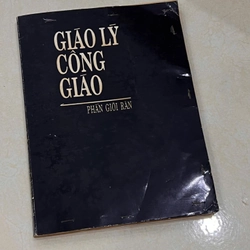 GIÁO LÝ
CÔNG
GIÁO
PHẦN GIỚI RĂN